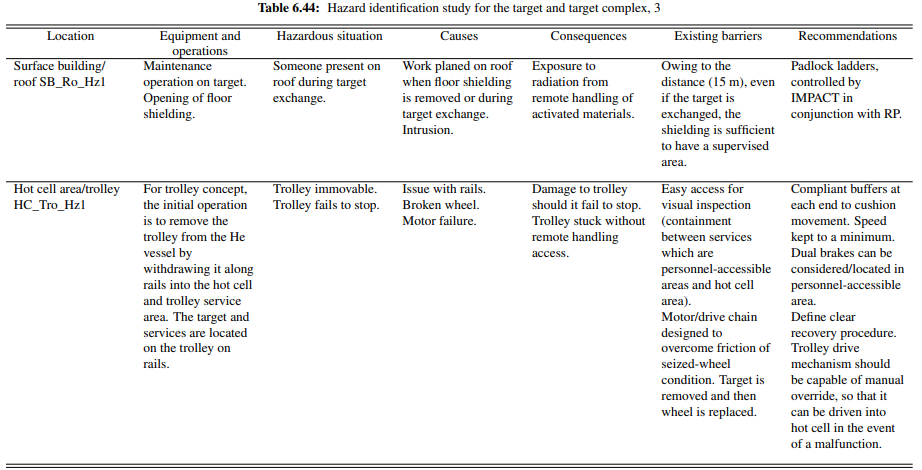 Table 6.44: Hazard identification study for the target and target complex, 3
Location
Equipment and
operations
Hazardous situation
Causes
Consequences
Existing barriers
Recommendations
Surface building/
roof SB_Ro_Hz1
Maintenance
operation on target.
Opening of floor
shielding.
Someone present on
roof during target
exchange.
Work planed on roof
when floor shielding
is removed or during
target exchange.
Intrusion.
Exposure to
radiation from
remote handling of
activated materials.
Owing to the
distance (15 m), even
if the target is
exchanged, the
shielding is sufficient
to have a supervised
area.
Padlock ladders,
controlled by
IMPACT in
conjunction with RP.
Hot cell area/trolley
HC_Tro_Hz1
For trolley concept,
the initial operation
is to remove the
trolley from the He
vessel by
withdrawing it along
rails into the hot cell
and trolley service
area. The target and
services are located
on the trolley on
rails.
Trolley immovable.
Trolley fails to stop.
Issue with rails.
Broken wheel.
Motor failure.
Damage to trolley
should it fail to stop.
Trolley stuck without
remote handling
access.
Easy access for
visual inspection
(containment
between services
which are
personnel-accessible
areas and hot cell
area).
Motor/drive chain
designed to
overcome friction of
seized-wheel
condition. Target is
removed and then
wheel is replaced.
Compliant buffers at
each end to cushion
movement. Speed
kept to a minimum.
Dual brakes can be
considered/located in
personnel-accessible
area.
Define clear
recovery procedure.
Trolley drive
mechanism should
be capable of manual
override, so that it
can be driven into
hot cell in the event
of a malfunction.